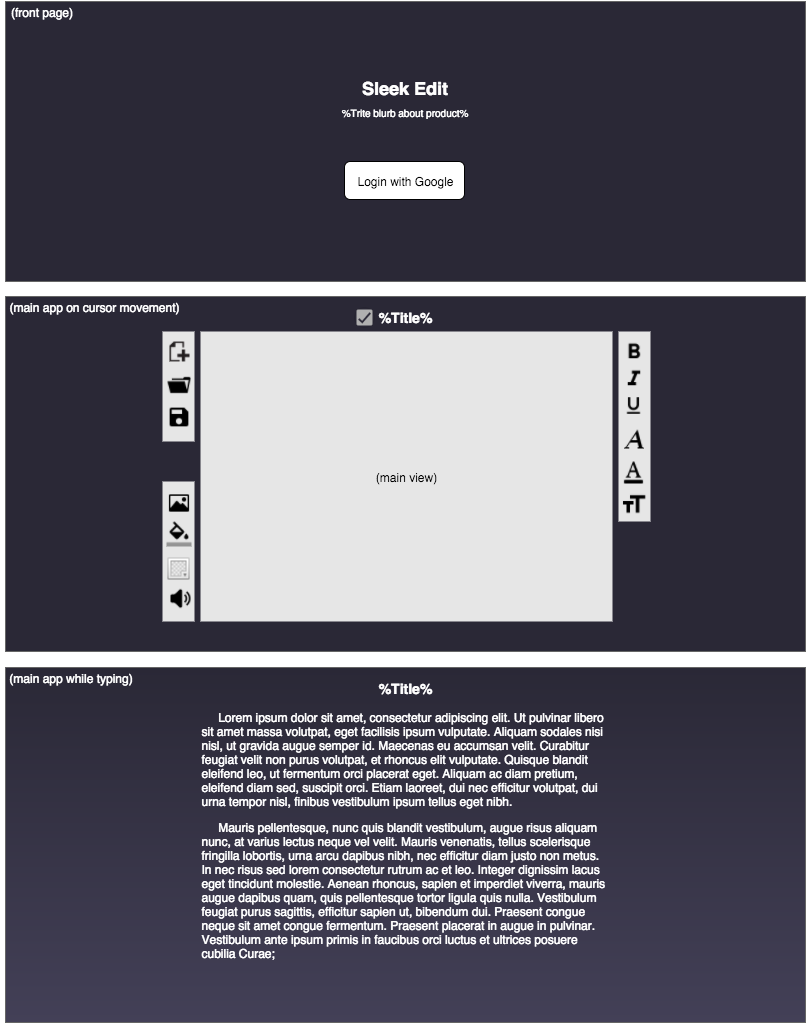 (front page)
Sleek Edit
%Trite blurb about product%
Login with Google
(main app on cursor movement)
%Title%
B
I
U
A
A
TT
(main view)
(main app while typing)
%Title%
Lorem ipsum dolor sit amet, consectetur adipiscing elit. Ut pulvinar libero
sit amet massa volutpat, eget facilisis ipsum vulputate. Aliquam sodales nisi
nisl, ut gravida augue semper id. Maecenas eu accumsan velit. Curabitur
feugiat velit non purus volutpat, et rhoncus elit vulputate. Quisque blandit
eleifend leo, ut fermentum orci placerat eget. Aliquam ac diam pretium,
eleifend diam sed, suscipit orci. Etiam laoreet, dui nec efficitur volutpat, dui
urna tempor nisl, finibus vestibulum ipsum tellus eget nibh.
Mauris pellentesque, nunc quis blandit vestibulum, augue risus aliquam
nunc, at varius lectus neque vel velit. Mauris venenatis, tellus scelerisque
fringilla lobortis, urna arcu dapibus nibh, nec efficitur diam justo non metus.
In nec risus sed lorem consectetur rutrum ac et leo. Integer dignissim lacus
eget tincidunt molestie. Aenean rhoncus, sapien et imperdiet viverra, mauris
augue dapibus quam, quis pellentesque tortor ligula quis nulla. Vestibulum
feugiat purus sagittis, efficitur sapien ut, bibendum dui. Praesent congue
neque sit amet congue fermentum. Praesent placerat in augue in pulvinar.
Vestibulum ante ipsum primis in faucibus orci luctus et ultrices posuere
cubilia Curae;